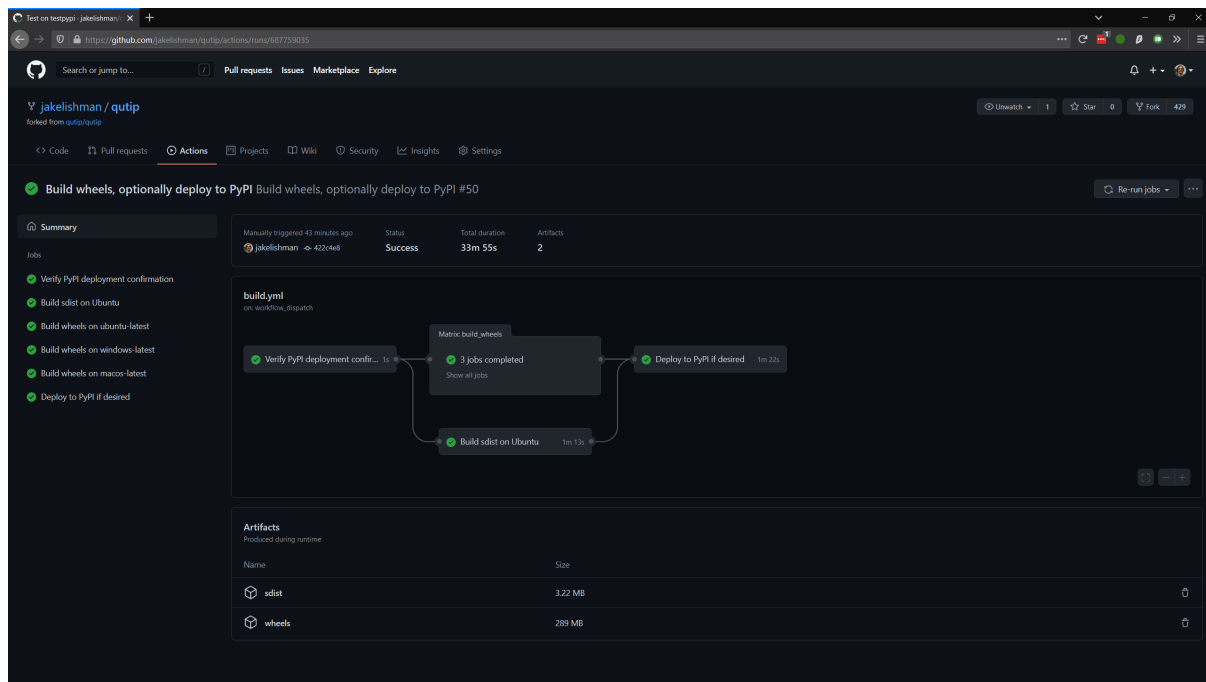 Test on testpypi · jakelishman/
https://github.com/jakelishman/qutip/actions/runs/687759035
1
Search or jump to...
/
Pull requests Issues Marketplace Explore
jakelishman / qutip
forked from qutip/qutip
Unwatch 1 Star 0 Fork 429
Code Pull requests Actions Projects Wiki Security Insights Settings
Build wheels, optionally deploy to PyPI Build wheels, optionally deploy to PyPI #50
Re-run jobs
Summary
Jobs
Verify PyPI deployment confirmation
Build sdist on Ubuntu
Build wheels on ubuntu-latest
Build wheels on windows-latest
Build wheels on macos-latest
Deploy to PyPI if desired
Manually triggered 43 minutes ago Status Total duration Artifacts
jakelishman 422c4e8 Success 33m 55s 2
build.yml
on: workflow_dispatch
Matrix: build_wheels
Verify PyPI deployment confir... 1s
3 jobs completed
Show all jobs
Deploy to PyPI if desired 1m 22s
Build sdist on Ubuntu 1m 13s
Artifacts
Produced during runtime
Name Size
sdist 3.22 MB
wheels 289 MB